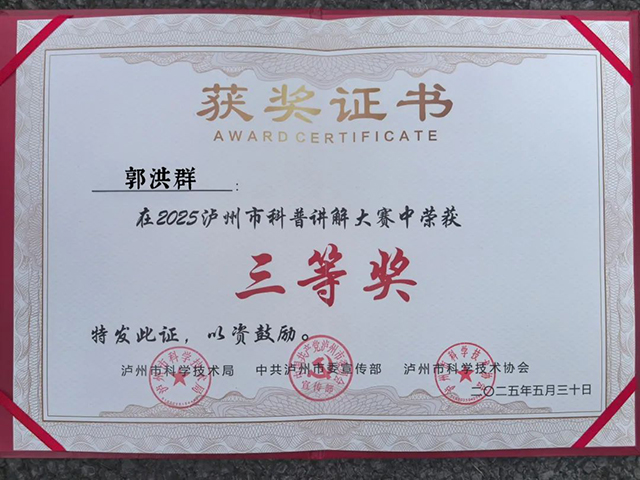 获奖证书
AWARD CERTIFICATE
郭洪群：
在2025泸州市科普讲解大赛中荣获
三等奖
特发此证，以资鼓励。
泸州市科学技术局 中共泸州市委宣传部 泸州市科学技术协会
二〇二五年五月三十日